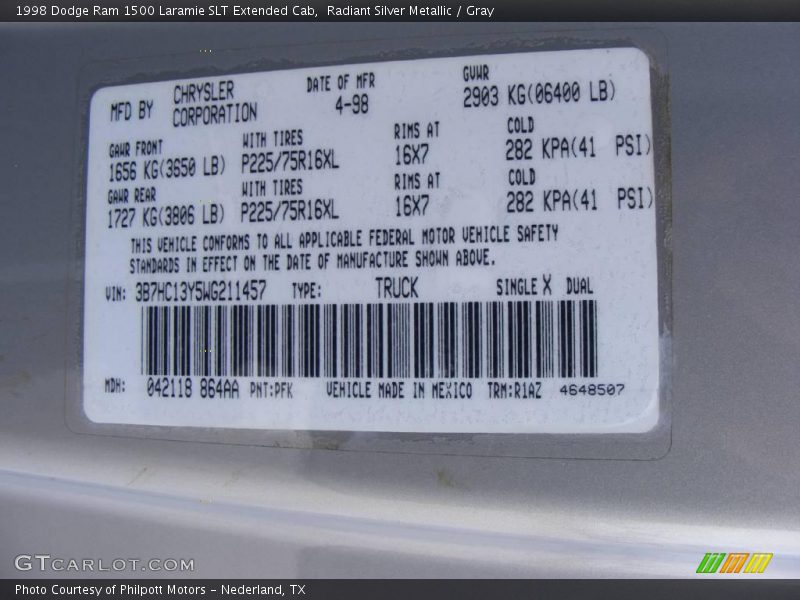 1998 Dodge Ram 1500 Laramie SLT Extended Cab, Radiant Silver Metallic / Gray
MFD BY CHRYSLER CORPORATION DATE OF MFR 4-98 GVWR 2903 KG(06400 LB)
GAWR FRONT WITH TIRES RIMS AT COLD
1656 KG(3650 LB) P225/75R16XL 16X7 282 KPA(41 PSI)
GAWR REAR WITH TIRES RIMS AT COLD
1727 KG(3806 LB) P225/75R16XL 16X7 282 KPA(41 PSI)
THIS VEHICLE CONFORMS TO ALL APPLICABLE FEDERAL MOTOR VEHICLE SAFETY
STANDARDS IN EFFECT ON THE DATE OF MANUFACTURE SHOWN ABOVE.
VIN: 3B7HC13Y5WG211457 TYPE: TRUCK SINGLE X DUAL
MDH: 042118 864AA PNT:PFK VEHICLE MADE IN MEXICO TRM:R1AZ 4648507
GTCARLOT.COM
Photo Courtesy of Philpott Motors - Nederland, TX